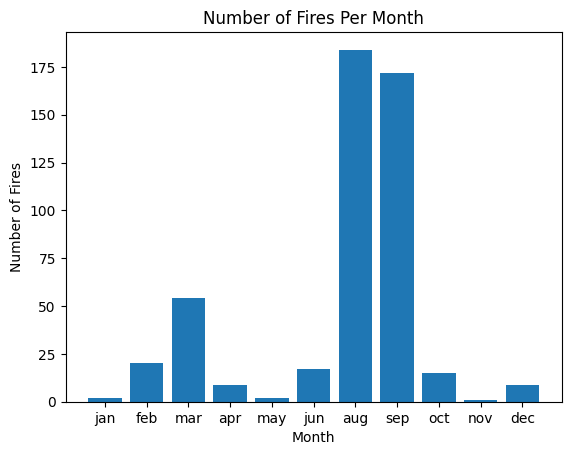 Number of Fires Per Month
Number of Fires
175
150
125
100
75
50
25
0
jan feb mar apr may jun aug sep oct nov dec
Month